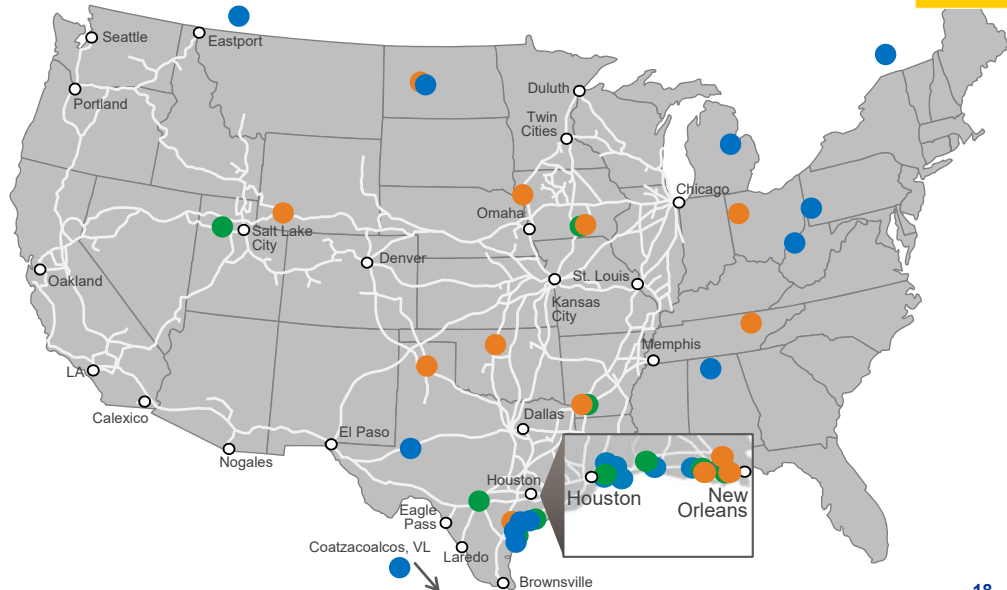 Seattle
Eastport
Portland
Duluth
Twin
Cities
Chicago
Omaha
Salt Lake
City
Denver
Oakland
St. Louis
Kansas
City
Memphis
LA
Calexico
Dallas
El Paso
Nogales
Houston
Houston
New
Orleans
Eagle
Pass
Coatzacoalcos, VL
Laredo
Brownsville
18